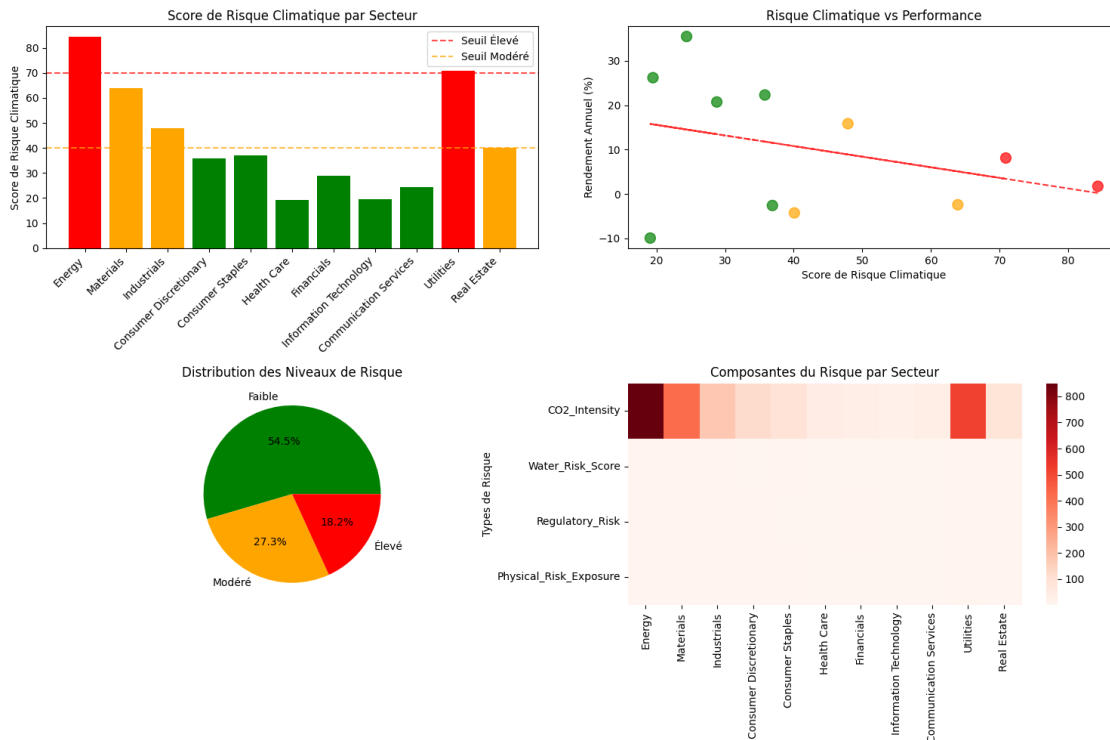 Score de Risque Climatique par Secteur
Score de Risque Climatique
80
70
60
50
40
30
20
10
0
Seuil Élevé
Seuil Modéré
Energy
Materials
Industrials
Consumer Discretionary
Consumer Staples
Health Care
Financials
Information Technology
Communication Services
Utilities
Real Estate
Risque Climatique vs Performance
Rendement Annuel (%)
30
20
10
0
−10
20
30
40
50
60
70
80
Score de Risque Climatique
Distribution des Niveaux de Risque
Faible
54.5%
27.3%
18.2%
Modéré
Élevé
Composantes du Risque par Secteur
Types de Risque
CO2_Intensity
Water_Risk_Score
Regulatory_Risk
Physical_Risk_Exposure
Energy
Materials
Industrials
Consumer Discretionary
Consumer Staples
Health Care
Financials
Information Technology
Communication Services
Utilities
Real Estate
800
700
600
500
400
300
200
100